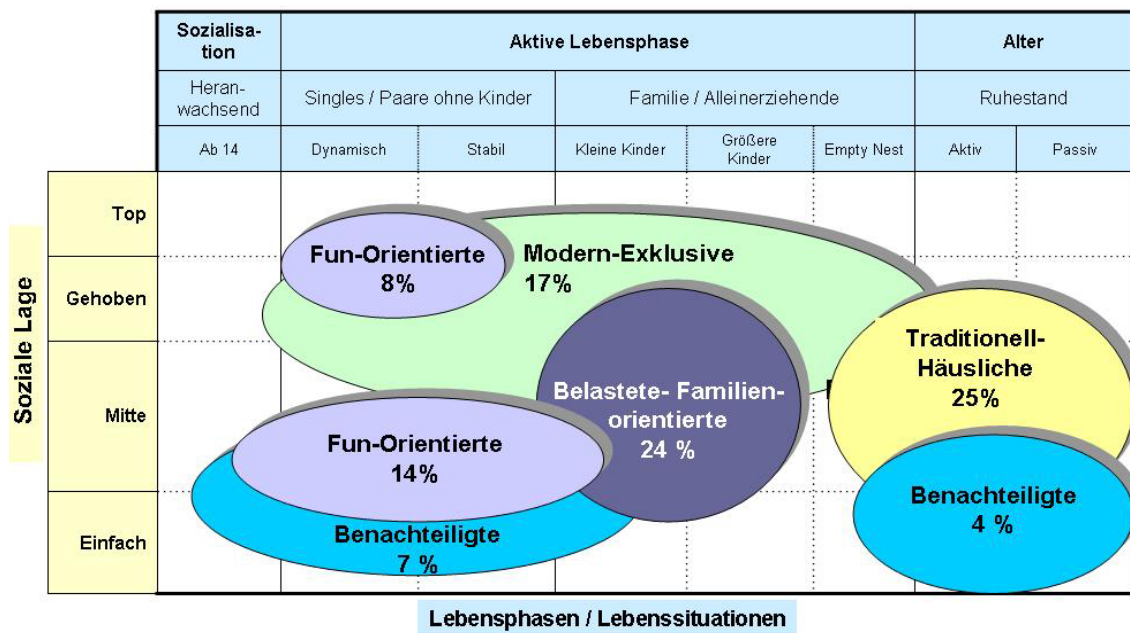 Sozialisa-
tion
Aktive Lebensphase
Alter
Heran-
wachsend
Singles / Paare ohne Kinder
Familie / Alleinerziehende
Ruhestand
Ab 14
Dynamisch
Stabil
Kleine Kinder
Größere
Kinder
Empty Nest
Aktiv
Passiv
Soziale Lage
Top
Gehoben
Mitte
Einfach
Fun-Orientierte
8%
Modern-Exklusive
17%
Belastete- Familien-
orientierte
24 %
Traditionell-
Häusliche
25%
Fun-Orientierte
14%
Benachteiligte
7 %
Benachteiligte
4 %
Lebensphasen / Lebenssituationen